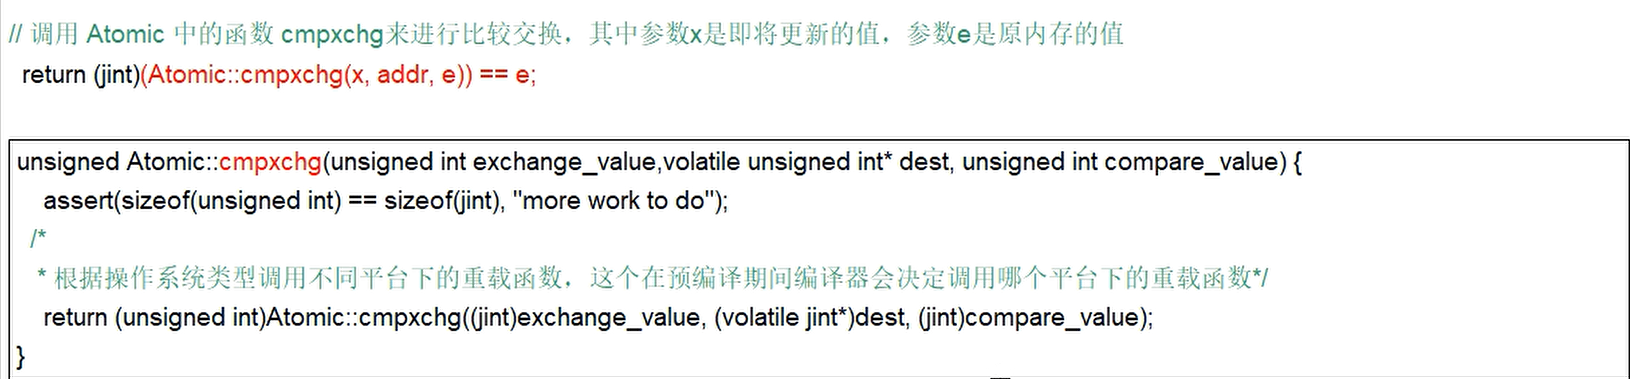 // 调用 Atomic 中的函数 cmpxchg来进行比较交换，其中参数x是即将更新的值，参数e是原内存的值
return (jint)(Atomic::cmpxchg(x, addr, e)) == e;
unsigned Atomic::cmpxchg(unsigned int exchange_value,volatile unsigned int* dest, unsigned int compare_value) {
assert(sizeof(unsigned int) == sizeof(jint), "more work to do");
/*
* 根据操作系统类型调用不同平台下的重载函数，这个在预编译期间编译器会决定调用哪个平台下的重载函数*/
return (unsigned int)Atomic::cmpxchg((jint)exchange_value, (volatile jint*)dest, (jint)compare_value);
}